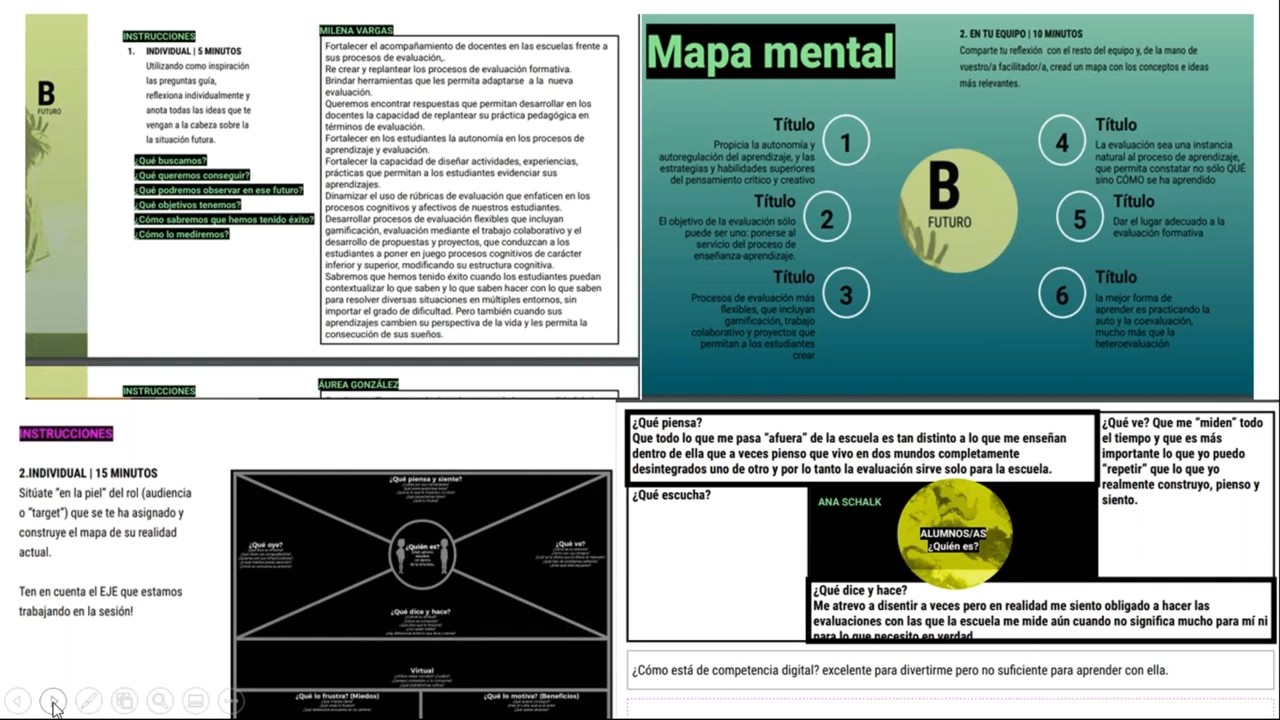 INSTRUCCIONES
1. INDIVIDUAL | 5 MINUTOS
Utilizando como inspiración
las preguntas guía,
reflexiona individualmente y
anota todas las ideas que te
vengan a la cabeza sobre la
la situación futura.
¿Qué buscamos?
¿Qué queremos conseguir?
¿Qué podremos observar en ese futuro?
¿Qué objetivos tenemos?
¿Cómo sabremos que hemos tenido éxito?
¿Cómo lo mediremos?
B
FUTURO
MILENA VARGAS
Fortalecer el acompañamiento de docentes en las escuelas frente a
sus procesos de evaluación,.
Re crear y replantear los procesos de evaluación formativa.
Brindar herramientas que les permita adaptarse a la nueva
evaluación.
Queremos encontrar respuestas que permitan desarrollar en los
docentes la capacidad de replantear su práctica pedagógica en
términos de evaluación.
Fortalecer en los estudiantes la autonomía en los procesos de
aprendizaje y evaluación.
Fortalecer la capacidad de diseñar actividades, experiencias,
prácticas que permitan a los estudiantes evidenciar sus
aprendizajes.
Dinamizar el uso de rúbricas de evaluación que enfaticen en los
procesos cognitivos y afectivos de nuestros estudiantes.
Desarrollar procesos de evaluación flexibles que incluyan
gamificación, evaluación mediante el trabajo colaborativo y el
desarrollo de propuestas y proyectos, que conduzcan a los
estudiantes a poner en juego procesos cognitivos de carácter
inferior y superior, modificando su estructura cognitiva.
Sabremos que hemos tenido éxito cuando los estudiantes puedan
contextualizar lo que saben y lo que saben hacer con lo que saben
para resolver diversas situaciones en múltiples entornos, sin
importar el grado de dificultad. Pero también cuando sus
aprendizajes cambien su perspectiva de la vida y les permita la
consecución de sus sueños.
INSTRUCCIONES
ÁUREA GONZÁLEZ
Mapa mental
2. EN TU EQUIPO | 10 MINUTOS
Comparte tu reflexión con el resto del equipo y, de la mano de
vuestro/a facilitador/a, cread un mapa con los conceptos e ideas
más relevantes.
Título
1
Propicia la autonomía y
autoregulación del aprendizaje, y las
estrategias y habilidades superiores
del pensamiento crítico y creativo
Título
2
El objetivo de la evaluación sólo
puede ser uno: ponerse al
servicio del proceso de
enseñanza-aprendizaje.
Título
3
Procesos de evaluación más
flexibles, que incluyan
gamificación, trabajo
colaborativo y proyectos que
permitan a los estudiantes
crear
B
FUTURO
4
Título
La evaluación sea una instancia
natural al proceso de aprendizaje,
que permita constatar no sólo QUÉ
sino CÓMO se ha aprendido
5
Título
Dar el lugar adecuado a la
evaluación formativa
6
Título
la mejor forma de
aprender es practicando la
auto y la coevaluación,
mucho más que la
heteroevaluación
INSTRUCCIONES
2.INDIVIDUAL | 15 MINUTOS
Sitúate “en la piel” del rol (audiencia
o “target”) que se te ha asignado y
construye el mapa de su realidad
actual.
Ten en cuenta el EJE que estamos
trabajando en la sesión!
¿Qué piensa y siente?
¿Qué oye?
¿Quién es?
¿Qué ve?
¿Qué dice y hace?
Virtual
¿Qué lo frustra? (Miedos)
¿Qué lo motiva? (Beneficios)
¿Qué piensa?
Que todo lo que me pasa “afuera” de la escuela es tan distinto a lo que me enseñan
dentro de ella que a veces pienso que vivo en dos mundos completamente
desintegrados uno de otro y por lo tanto la evaluación sirve solo para la escuela.
¿Qué ve? Que me “miden” todo
el tiempo y que es más
importante lo que yo puedo
“repetir” que lo que yo
realmente construyo, pienso y
siento.
¿Qué escucha?
ANA SCHALK
ALUMNOS/AS
¿Quién es?
¿Qué dice y hace?
Me atrevo a disentir a veces pero en realidad me siento a hacer las
evaluaciones con las que la escuela me mide aún cuando no significa mucho para mí ni
para lo que necesito en verdad
¿Cómo está de competencia digital? excelente para divertirme pero no suficiente para aprender con ella.